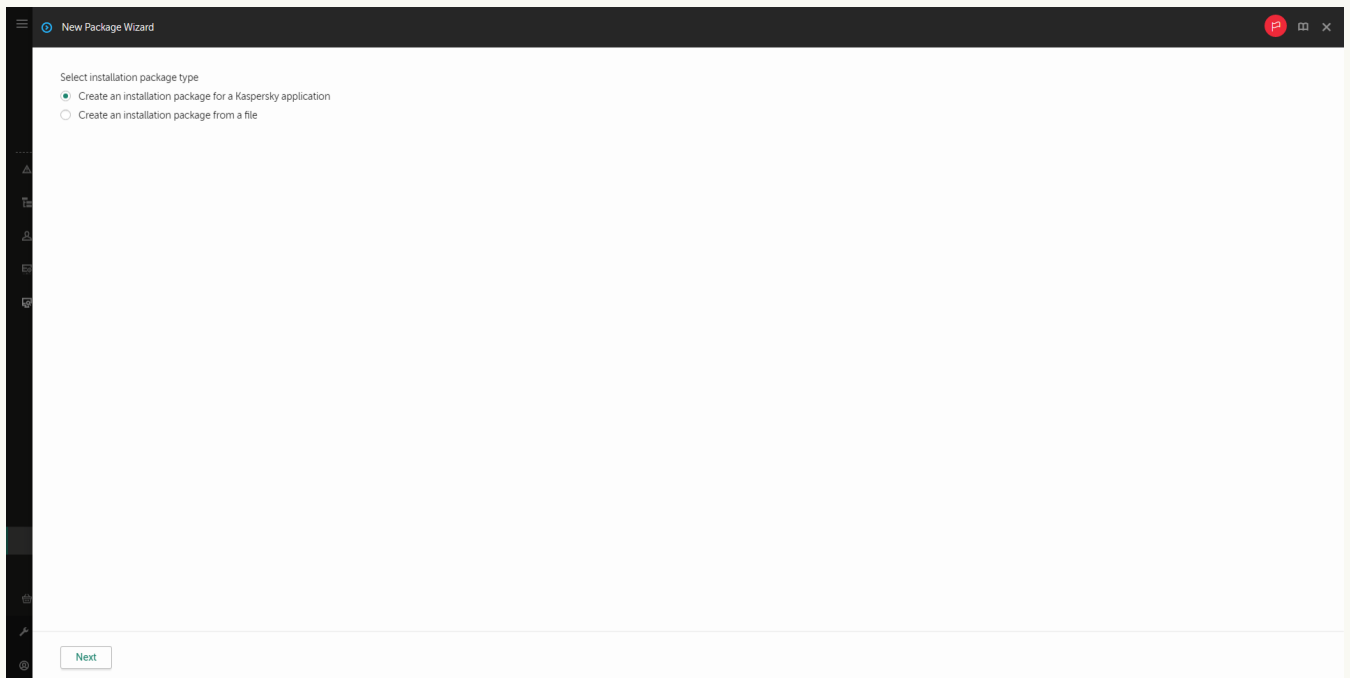 New Package Wizard
Select installation package type
Create an installation package for a Kaspersky application
Create an installation package from a file
Next